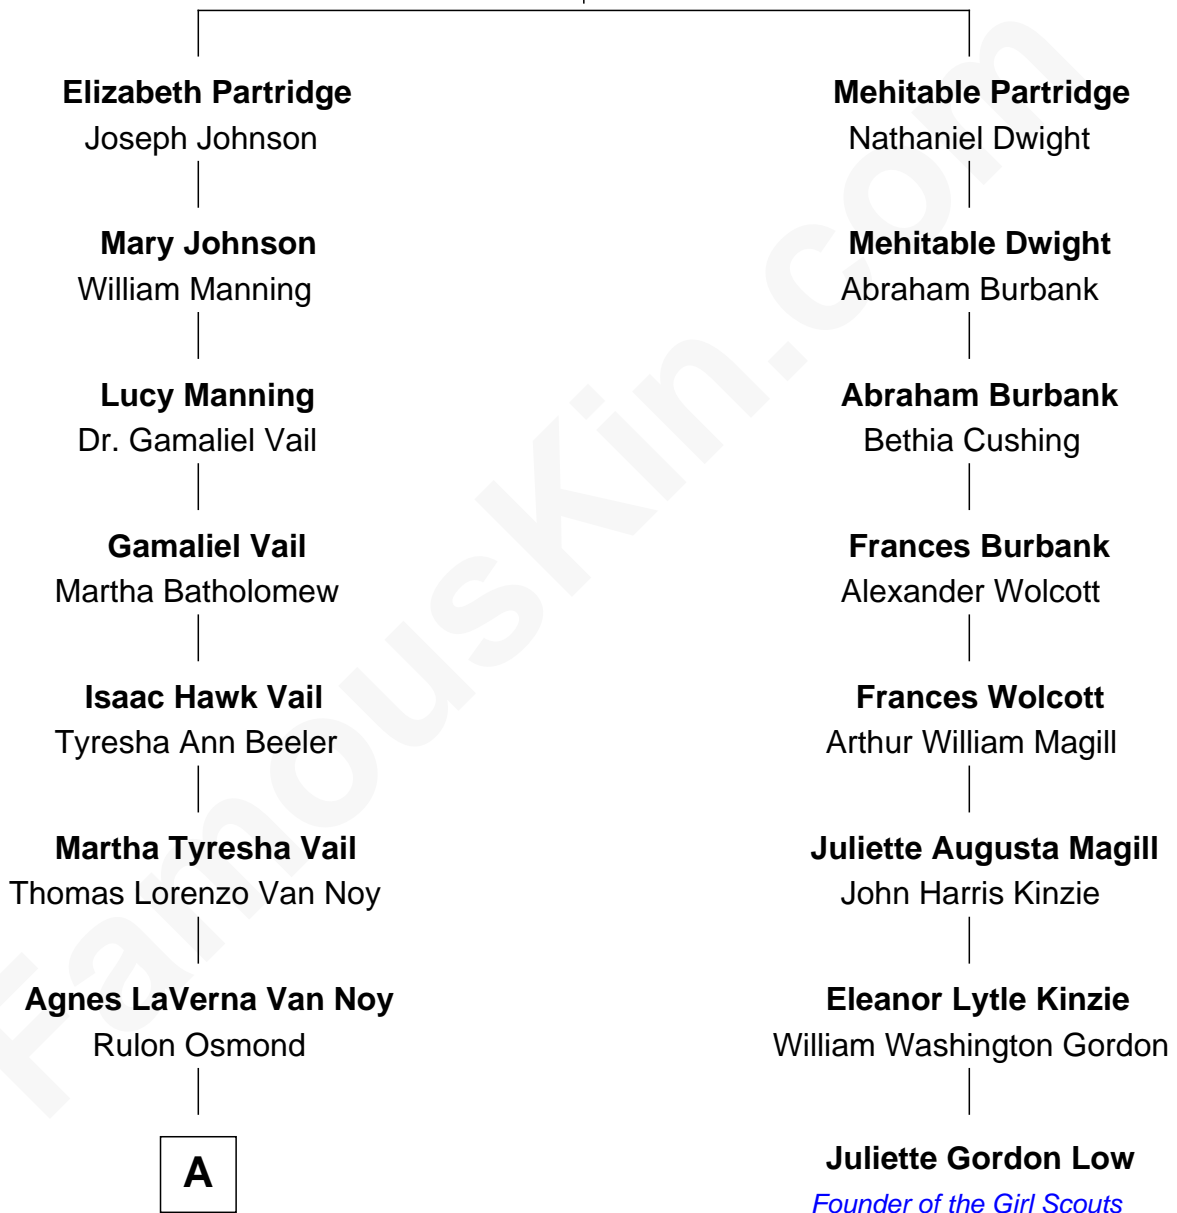 Elizabeth Partridge
Joseph Johnson
Mary Johnson
William Manning
Lucy Manning
Dr. Gamaliel Vail
Gamaliel Vail
Martha Batholomew
Isaac Hawk Vail
Tyresha Ann Beeler
Martha Tyresha Vail
Thomas Lorenzo Van Noy
Agnes LaVerna Van Noy
Rulon Osmond
A
Mehitable Partridge
Nathaniel Dwight
Mehitable Dwight
Abraham Burbank
Abraham Burbank
Bethia Cushing
Frances Burbank
Alexander Wolcott
Frances Wolcott
Arthur William Magill
Juliette Augusta Magill
John Harris Kinzie
Eleanor Lytle Kinzie
William Washington Gordon
Juliette Gordon Low
Founder of the Girl Scouts
FamousKin.com